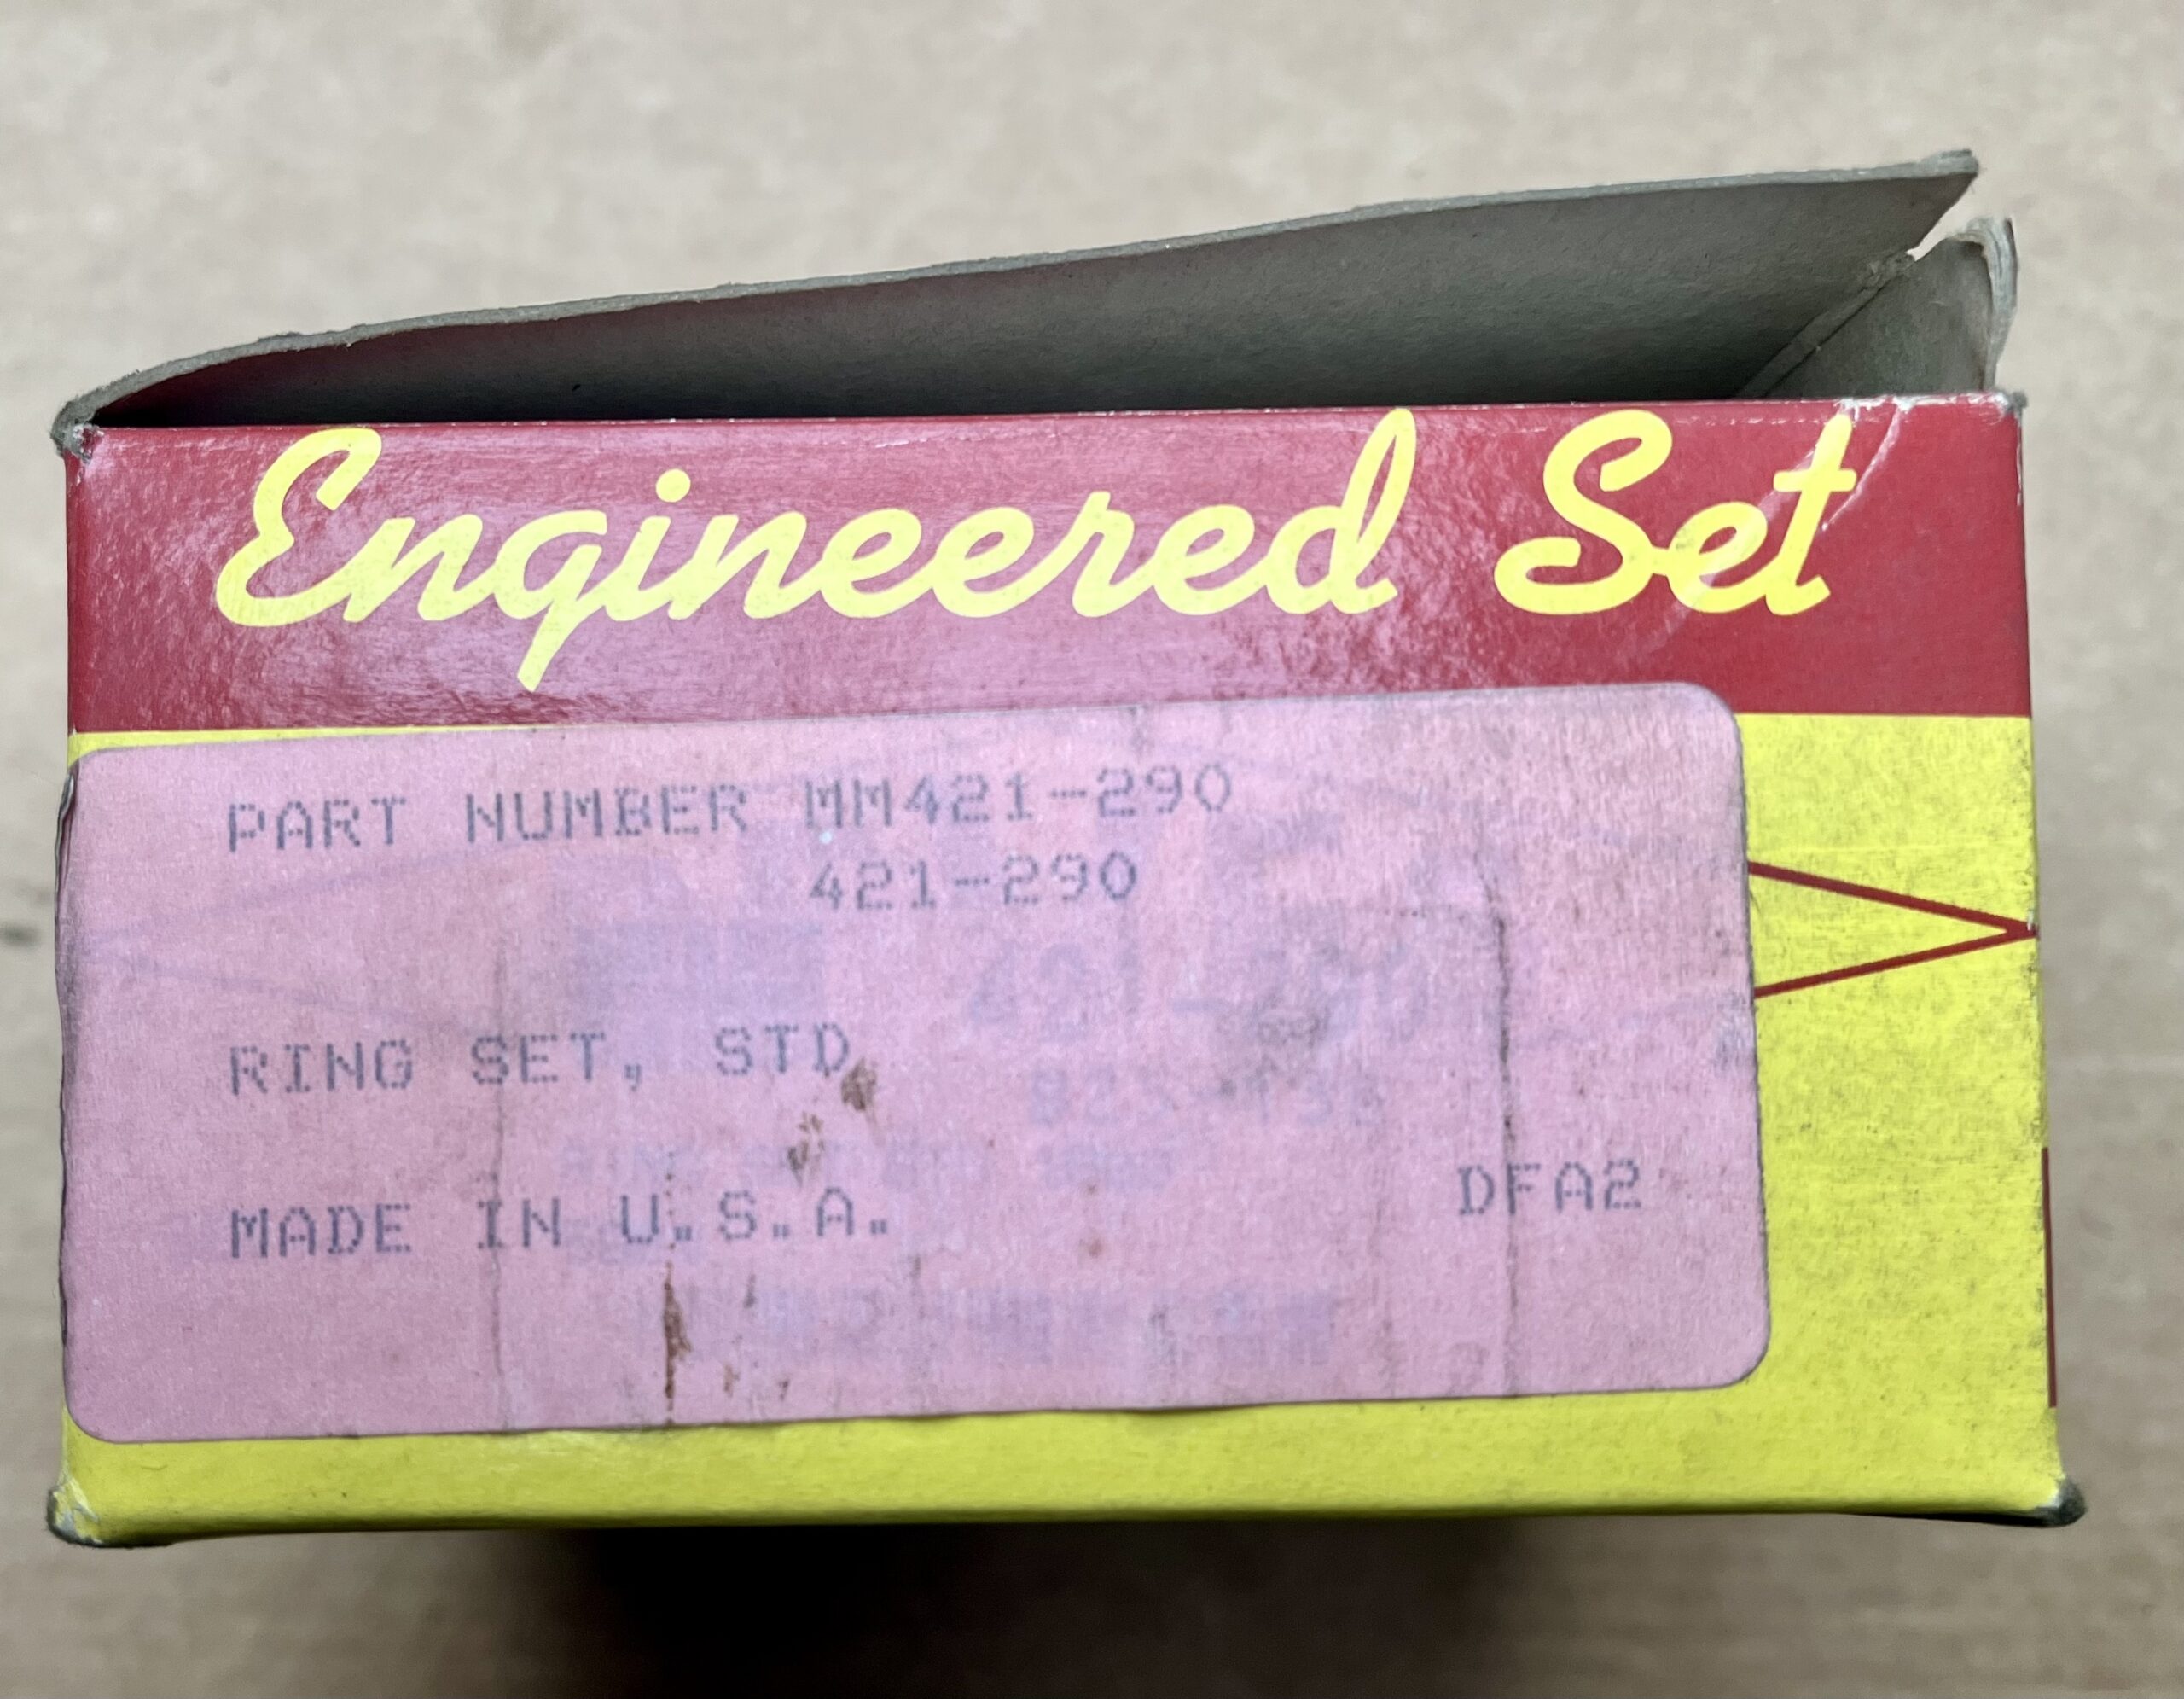 Engineered Set
PART NUMBER MM421-290
421-290
RING SET, STD
MADE IN U.S.A.
DFA2